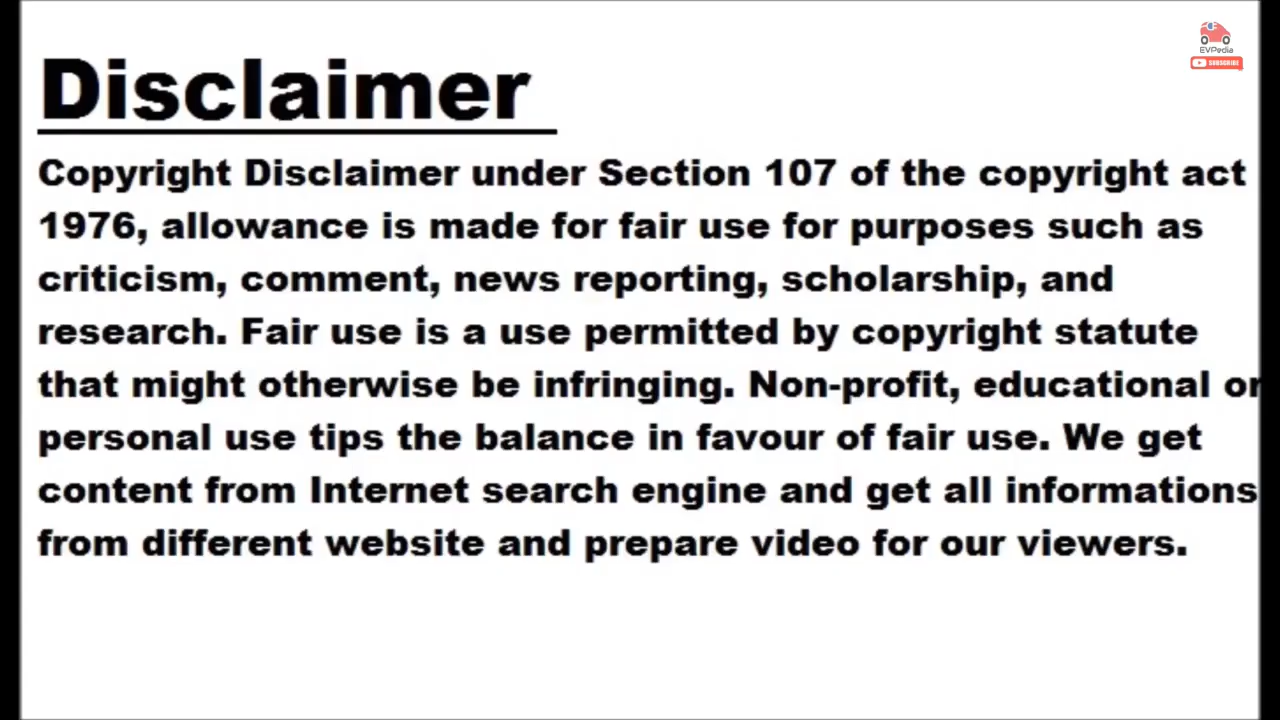 EVPedia
SUBSCRIBE
Disclaimer
Copyright Disclaimer under Section 107 of the copyright act
1976, allowance is made for fair use for purposes such as
criticism, comment, news reporting, scholarship, and
research. Fair use is a use permitted by copyright statute
that might otherwise be infringing. Non-profit, educational or
personal use tips the balance in favour of fair use. We get
content from Internet search engine and get all informations
from different website and prepare video for our viewers.